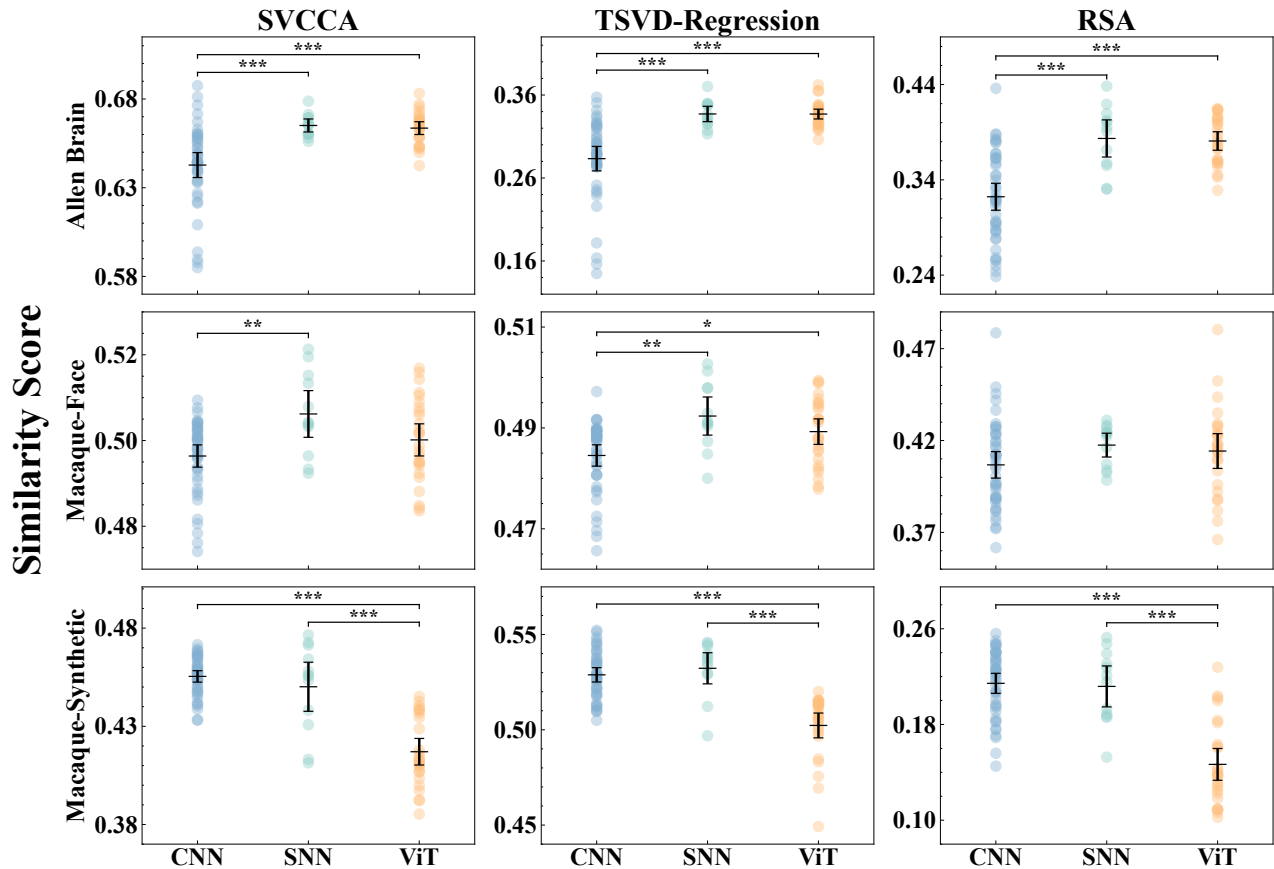 SVCCA TSVD-Regression RSA
Similarity Score
Allen Brain
*** *** *** *** *** ***
0.68 0.36 0.44
0.63 0.26 0.34
0.58 0.16 0.24
Macaque-Face
** * **
0.52 0.51 0.47
0.50 0.49 0.42
0.48 0.47 0.37
Macaque-Synthetic
*** *** *** *** *** ***
0.48 0.55 0.26
0.43 0.50 0.18
0.38 0.45 0.10
CNN SNN ViT CNN SNN ViT CNN SNN ViT